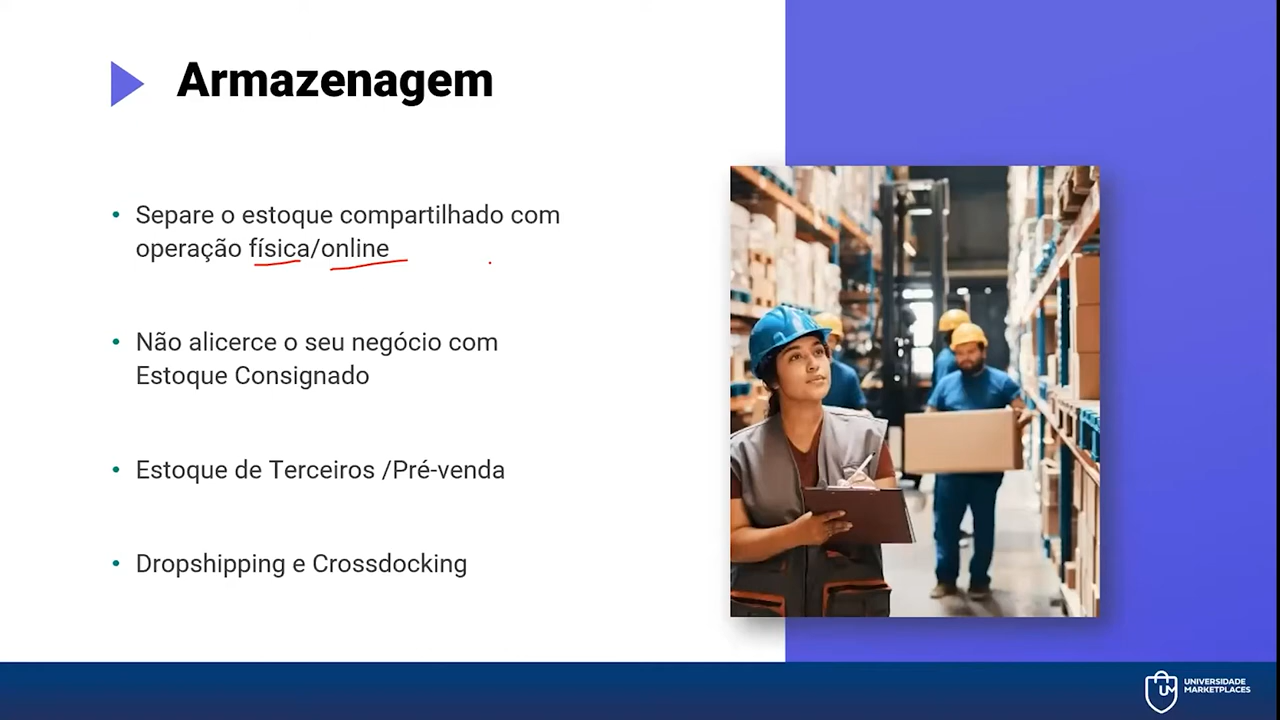 Armazenagem
• Separe o estoque compartilhado com
operação física/online
• Não alicerce o seu negócio com
Estoque Consignado
• Estoque de Terceiros /Pré-venda
• Dropshipping e Crossdocking
UM
UNIVERSIDADE
MARKETPLACES